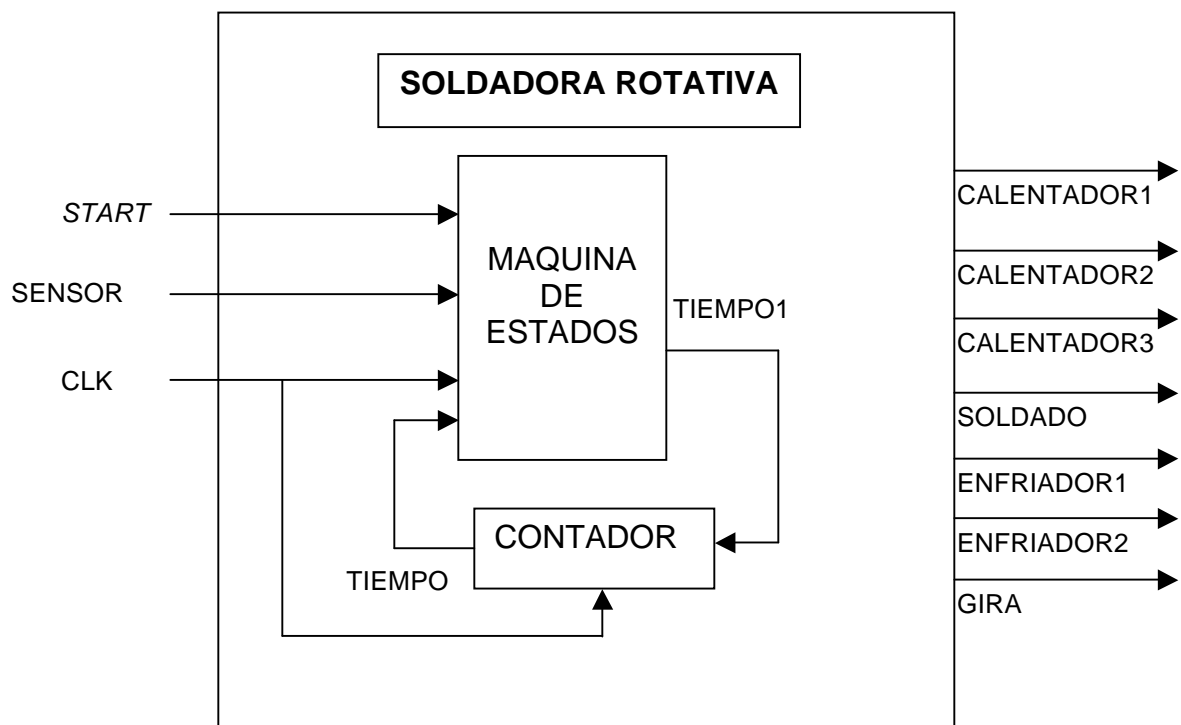 SOLDADORA ROTATIVA
START
SENSOR
CLK
MAQUINA
DE
ESTADOS
TIEMPO1
CONTADOR
TIEMPO
CALENTADOR1
CALENTADOR2
CALENTADOR3
SOLDADO
ENFRIADOR1
ENFRIADOR2
GIRA